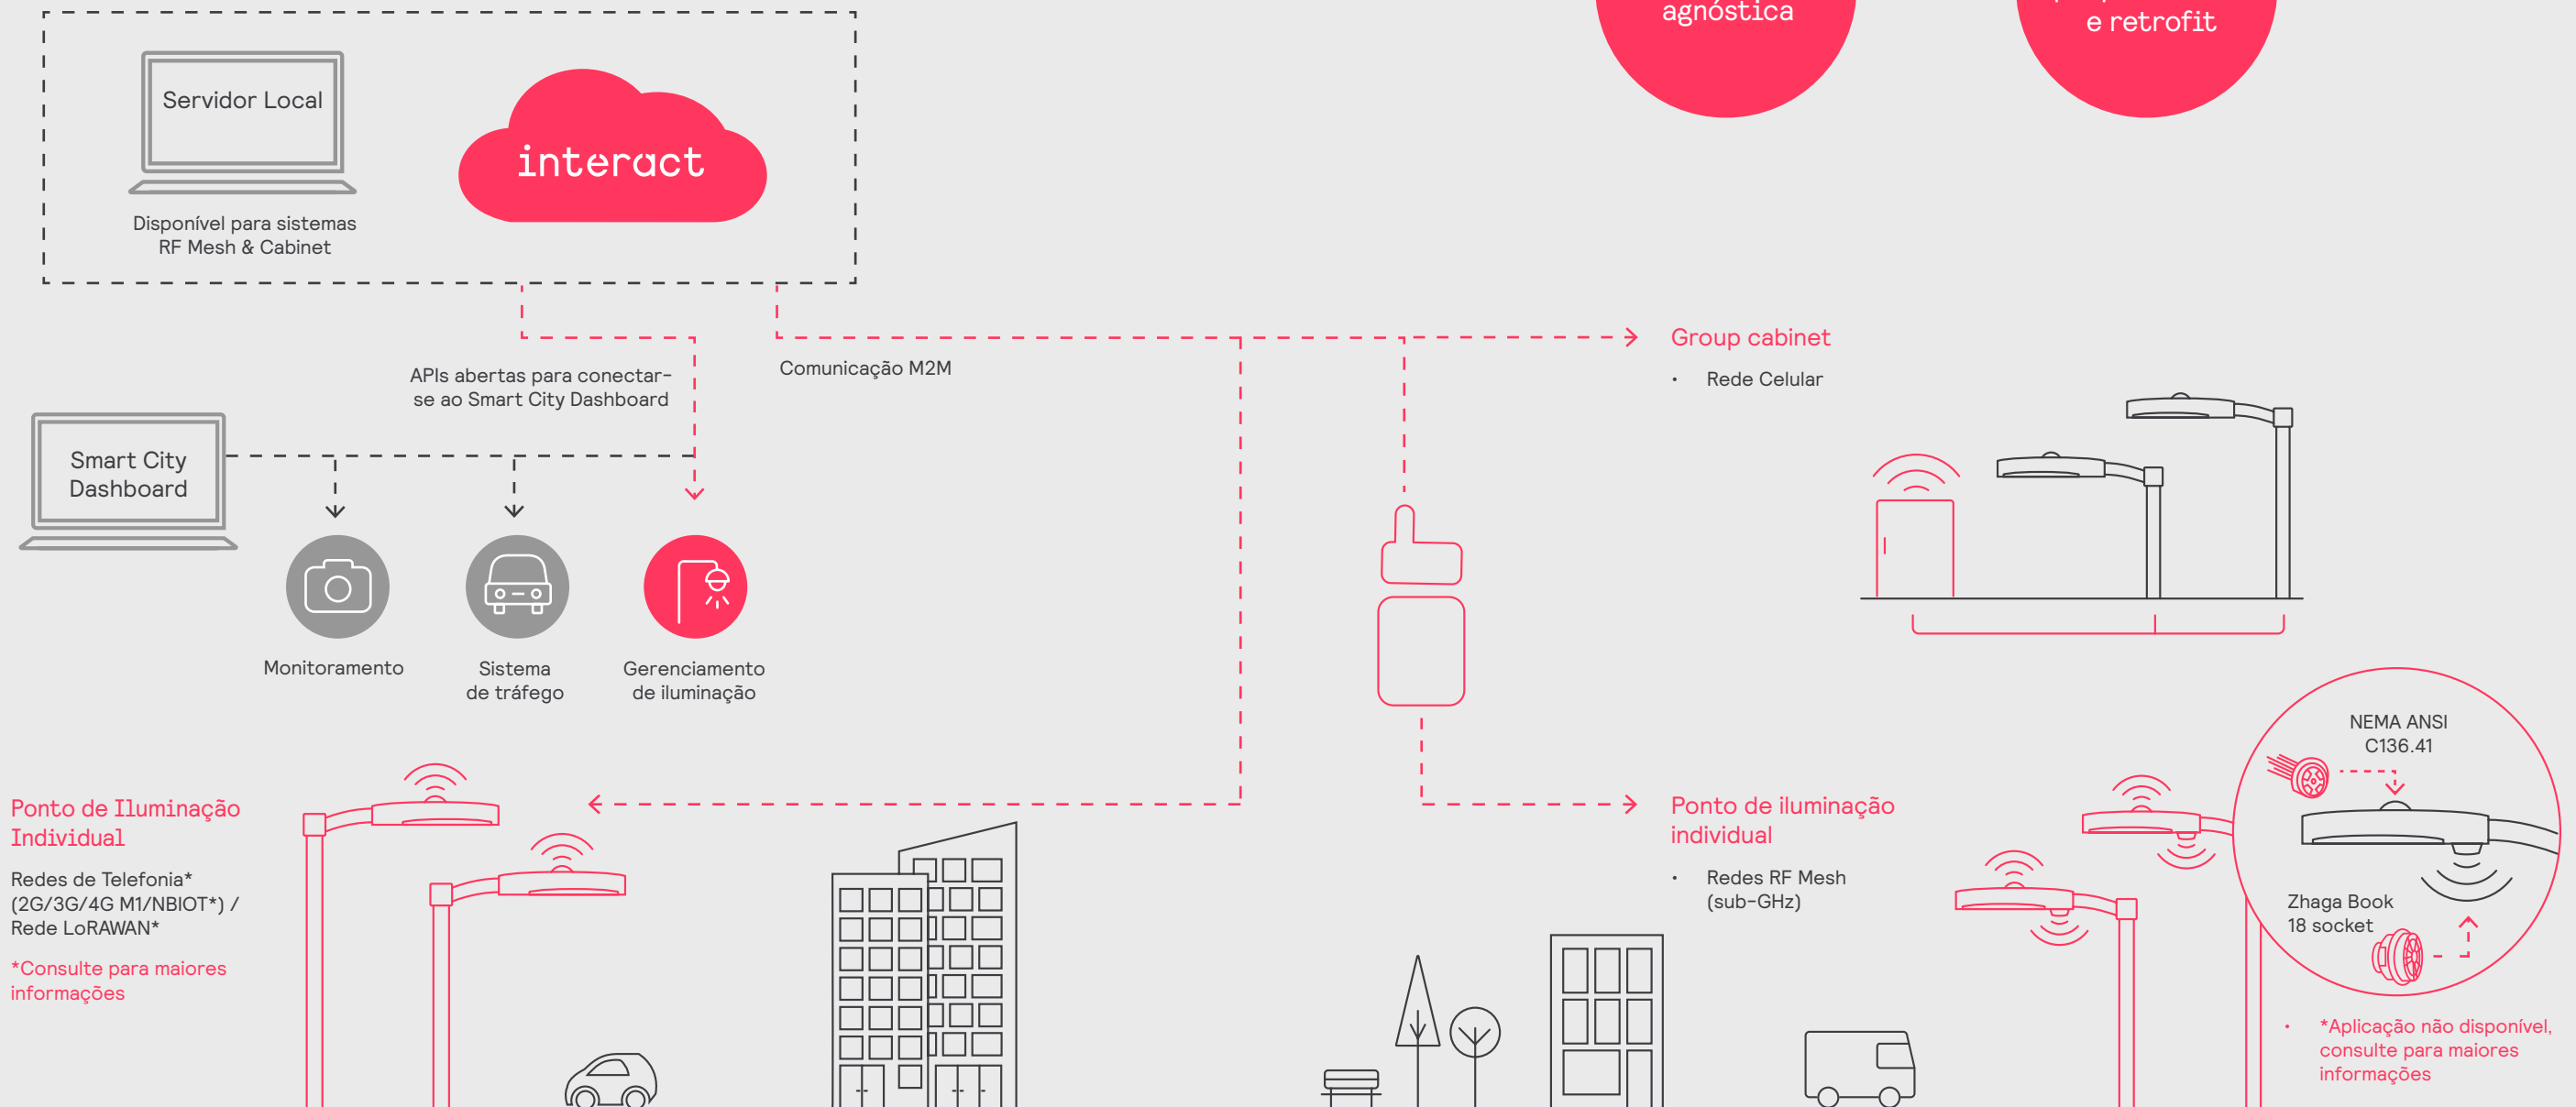 agnóstica
e retrofit
Servidor Local
interact
Disponível para sistemas
RF Mesh & Cabinet
APIs abertas para conectar-
se ao Smart City Dashboard
Comunicação M2M
Group cabinet
• Rede Celular
Smart City
Dashboard
Monitoramento
Sistema
de tráfego
Gerenciamento
de iluminação
Ponto de Iluminação
Individual
Redes de Telefonia*
(2G/3G/4G M1/NBIOT*) /
Rede LoRAWAN*
*Consulte para maiores
informações
Ponto de iluminação
individual
• Redes RF Mesh
(sub-GHz)
NEMA ANSI
C136.41
Zhaga Book
18 socket
• *Aplicação não disponível,
consulte para maiores
informações